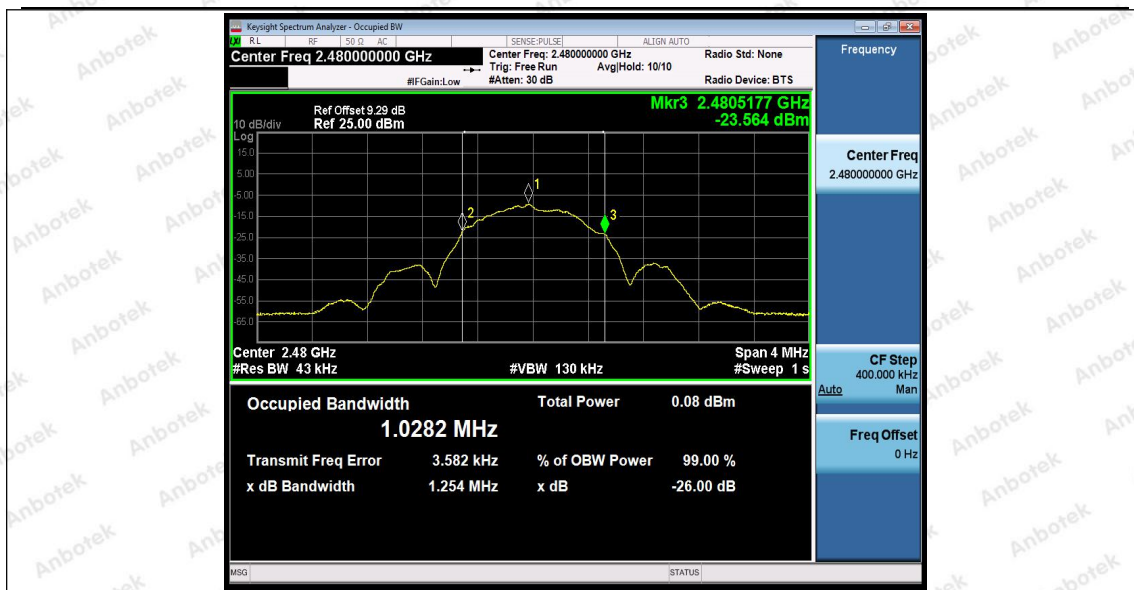 Keysight Spectrum Analyzer - Occupied BW
RL RF 50 Ω AC SENSE:PULSE ALIGN AUTO
Center Freq 2.480000000 GHz
Center Freq: 2.480000000 GHz
Radio Std: None
Trig: Free Run Avg|Hold: 10/10
#IFGain:Low #Atten: 30 dB Radio Device: BTS
Frequency
Mkr3 2.4805177 GHz
-23.564 dBm
Ref Offset 9.29 dB
10 dB/div Ref 25.00 dBm
Log
15.0
5.00
-5.00
-15.0
-25.0
-35.0
-45.0
-55.0
-65.0
1
2
3
Center 2.48 GHz Span 4 MHz
#Res BW 43 kHz #VBW 130 kHz #Sweep 1 s
Occupied Bandwidth Total Power 0.08 dBm
1.0282 MHz
Transmit Freq Error 3.582 kHz % of OBW Power 99.00 %
x dB Bandwidth 1.254 MHz x dB -26.00 dB
Center Freq
2.480000000 GHz
CF Step
400.000 kHz
Auto Man
Freq Offset
0 Hz
MSG STATUS
Anbotek